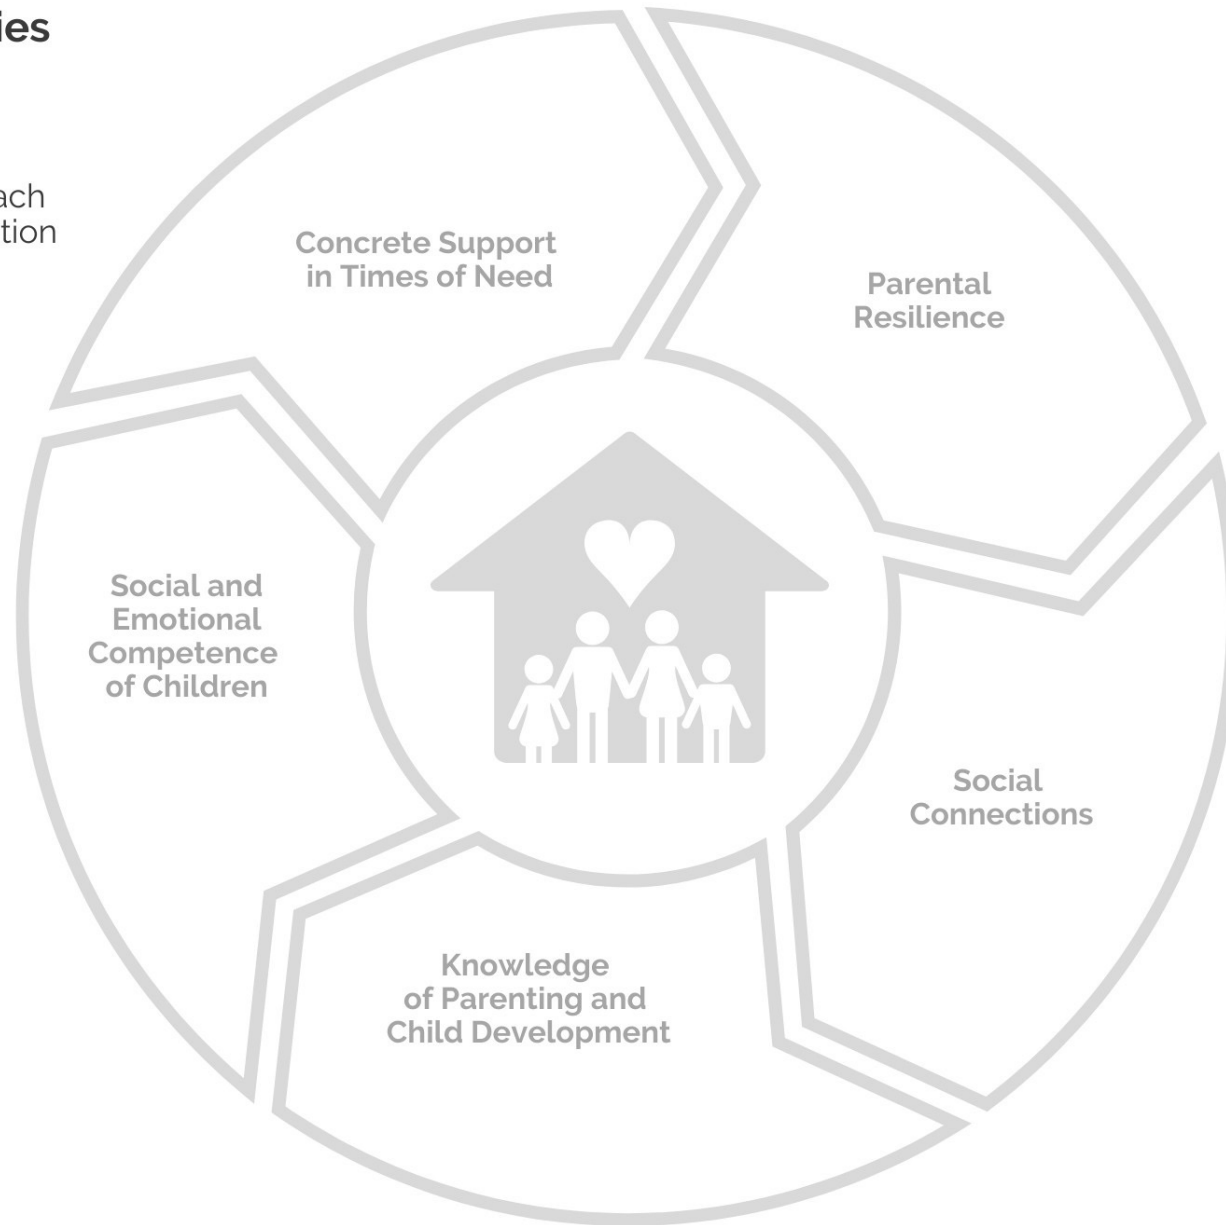 ies
ach
tion
Concrete Support
in Times of Need
Parental
Resilience
Social and
Emotional
Competence
of Children
Social
Connections
Knowledge
of Parenting and
Child Development